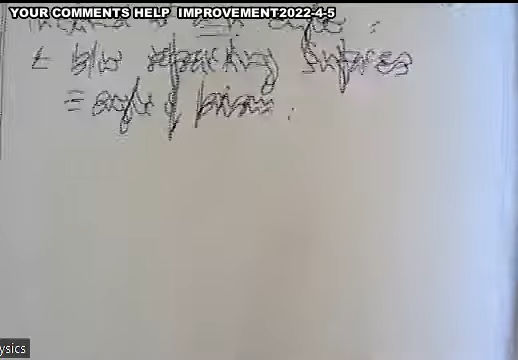 YOUR COMMENTS HELP IMPROVEMENT2022-4-5
∠ b/w refracting surfaces
= angle of prism.
ysics